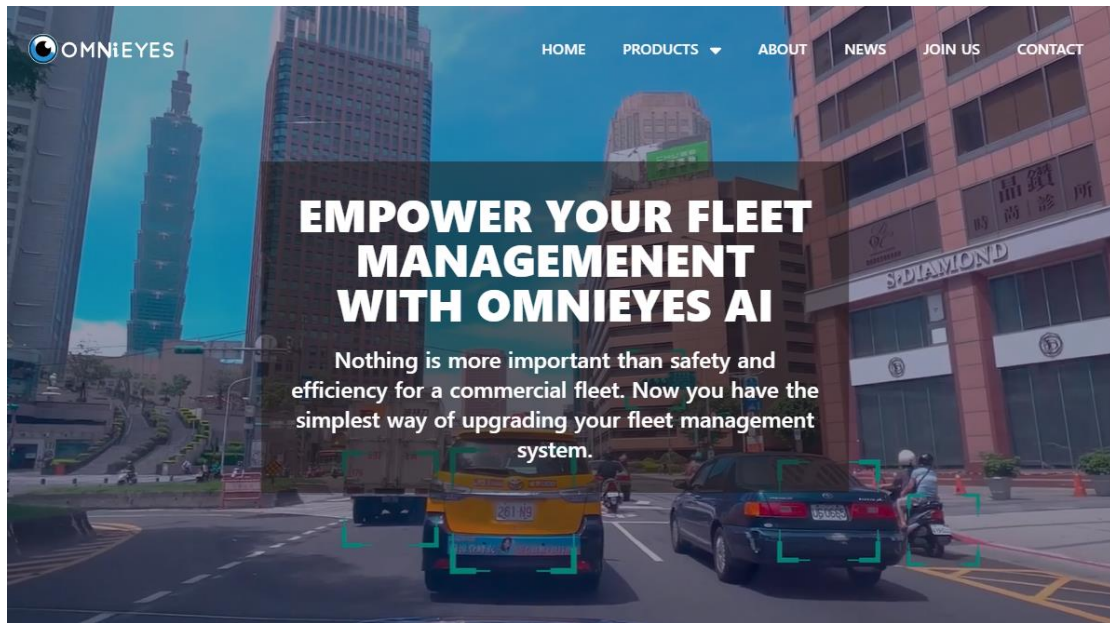 OMNiEYES
HOME PRODUCTS ABOUT NEWS JOIN US CONTACT
EMPOWER YOUR FLEET
MANAGEMENENT
WITH OMNIEYES AI
Nothing is more important than safety and
efficiency for a commercial fleet. Now you have the
simplest way of upgrading your fleet management
system.
晶鑽
時尚診所
S·DIAMOND